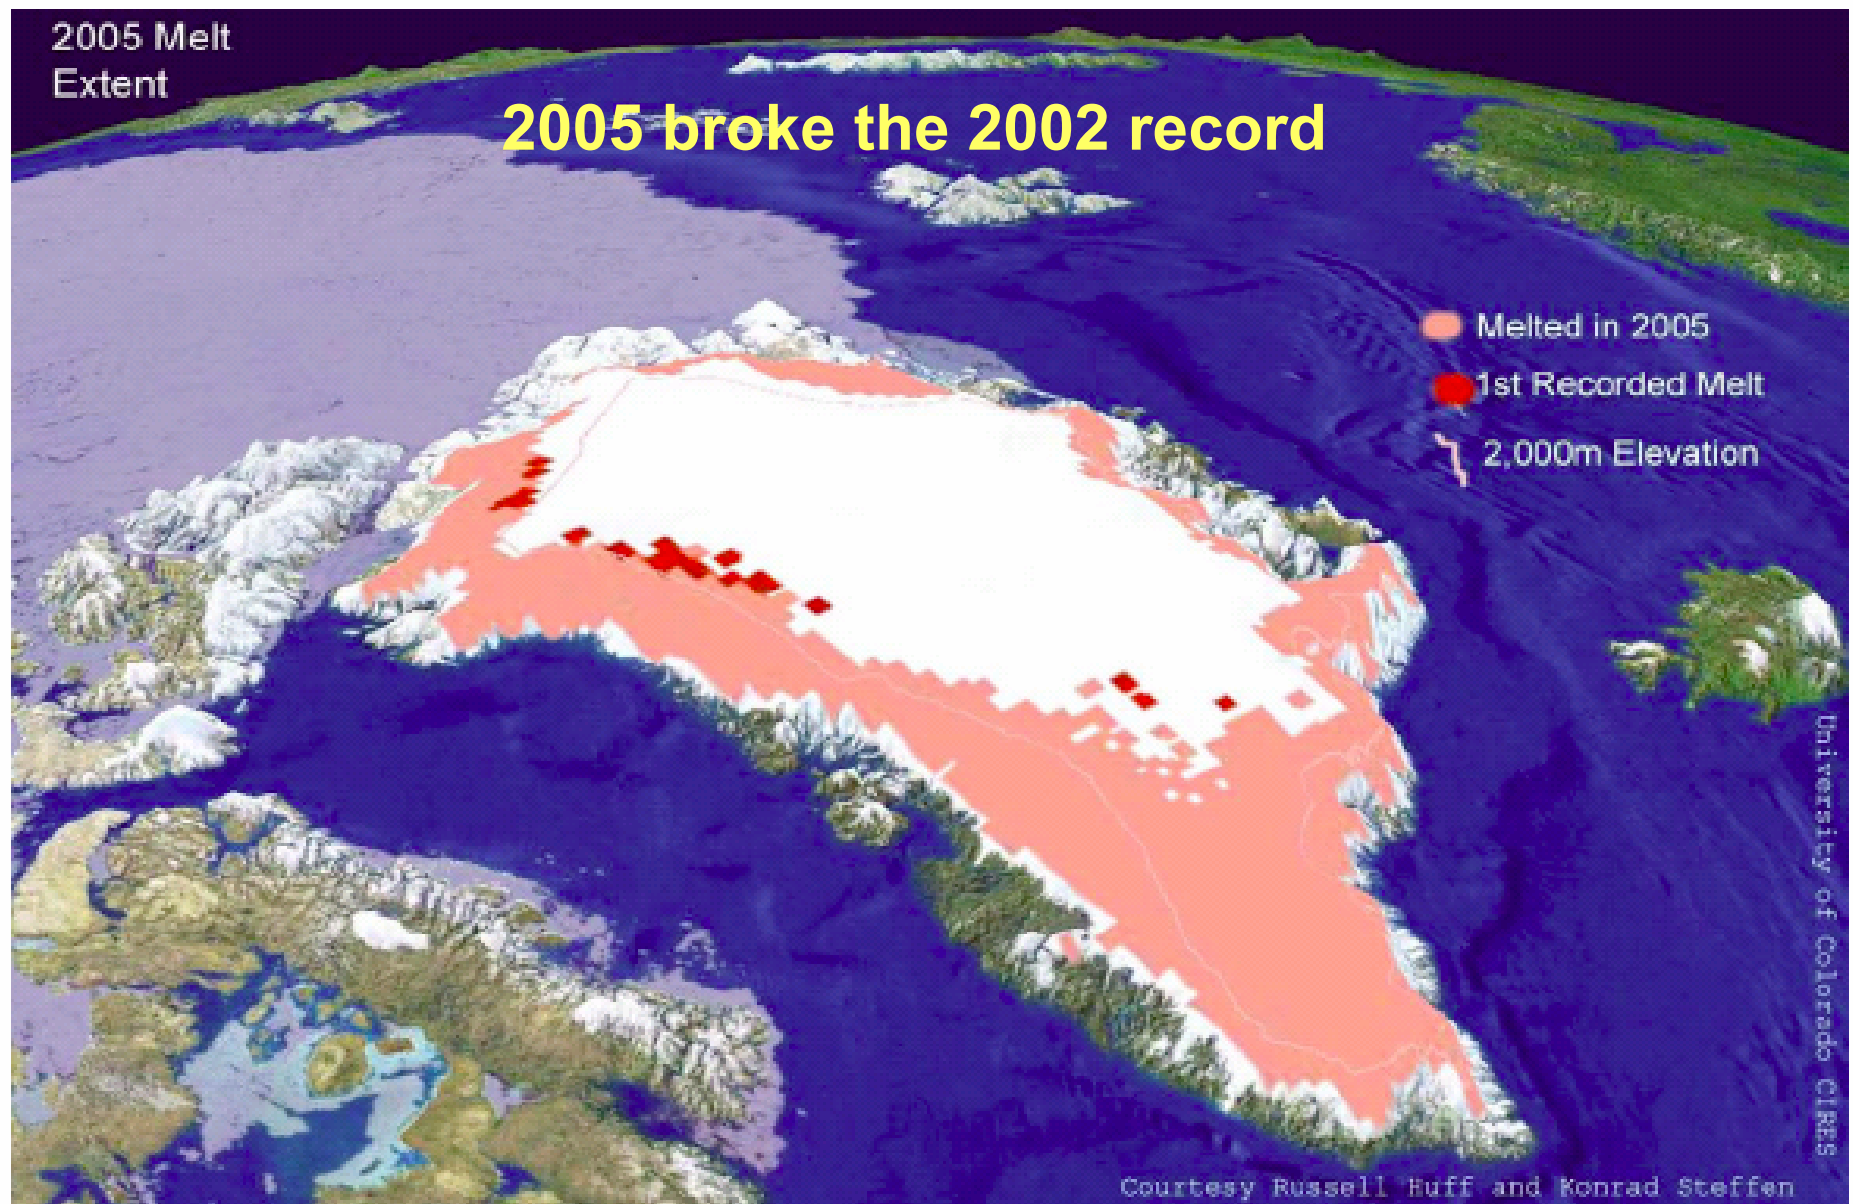 2005 Melt
Extent
2005 broke the 2002 record
Melted in 2005
1st Recorded Melt
2,000m Elevation
University of Colorado CIRES
Courtesy Russell Huff and Konrad Steffen